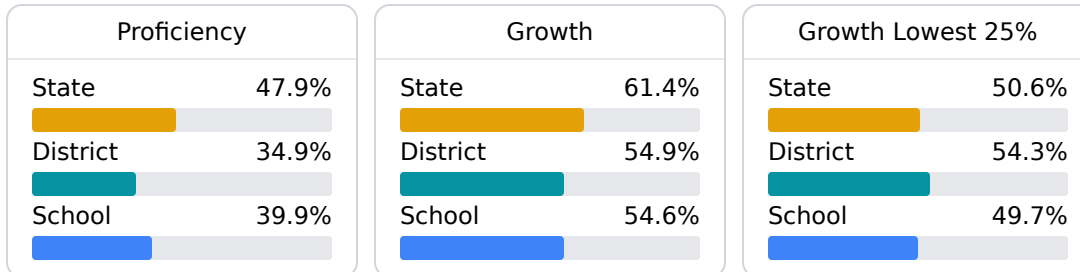 Proficiency
State 47.9%
District 34.9%
School 39.9%
Growth
State 61.4%
District 54.9%
School 54.6%
Growth Lowest 25%
State 50.6%
District 54.3%
School 49.7%